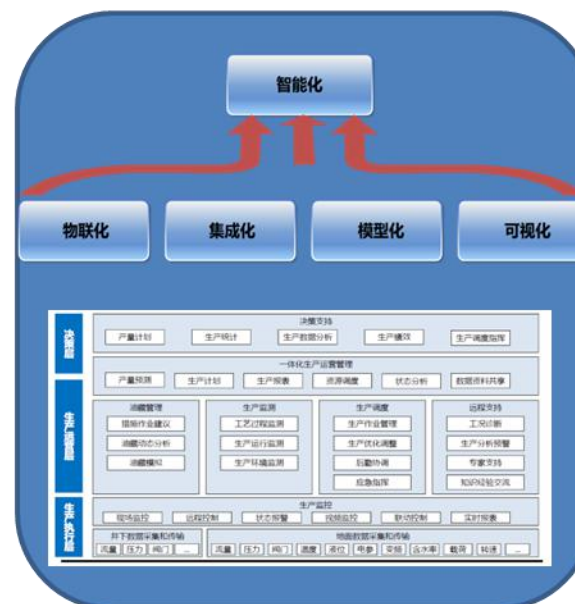 智能化
物联化 集成化 模型化 可视化
决策层
决策支持
产量计划 生产统计 生产数据分析 生产绩效 生产调度指挥
一体化生产运营管理
产量预测 生产计划 生产报表 资源调度 状态分析 数据资料共享
生产运营层
油藏管理 生产监测 生产调度 远程支持
措施作业建议 工艺过程监测 生产作业管理 工况诊断
油藏动态分析 生产运行监测 生产优化调整 生产分析预警
油藏模拟 生产环境监测 后勤协调 专家支持
应急指挥 知识经验交流
生产执行层
生产监控
现场监控 远程控制 状态报警 视频监控 联动控制 实时报表
井下数据采集和传输 地面数据采集和传输
流量 压力 阀门 ... 流量 压力 阀门 温度 液位 电参 变频 含水率 载荷 转速 ...